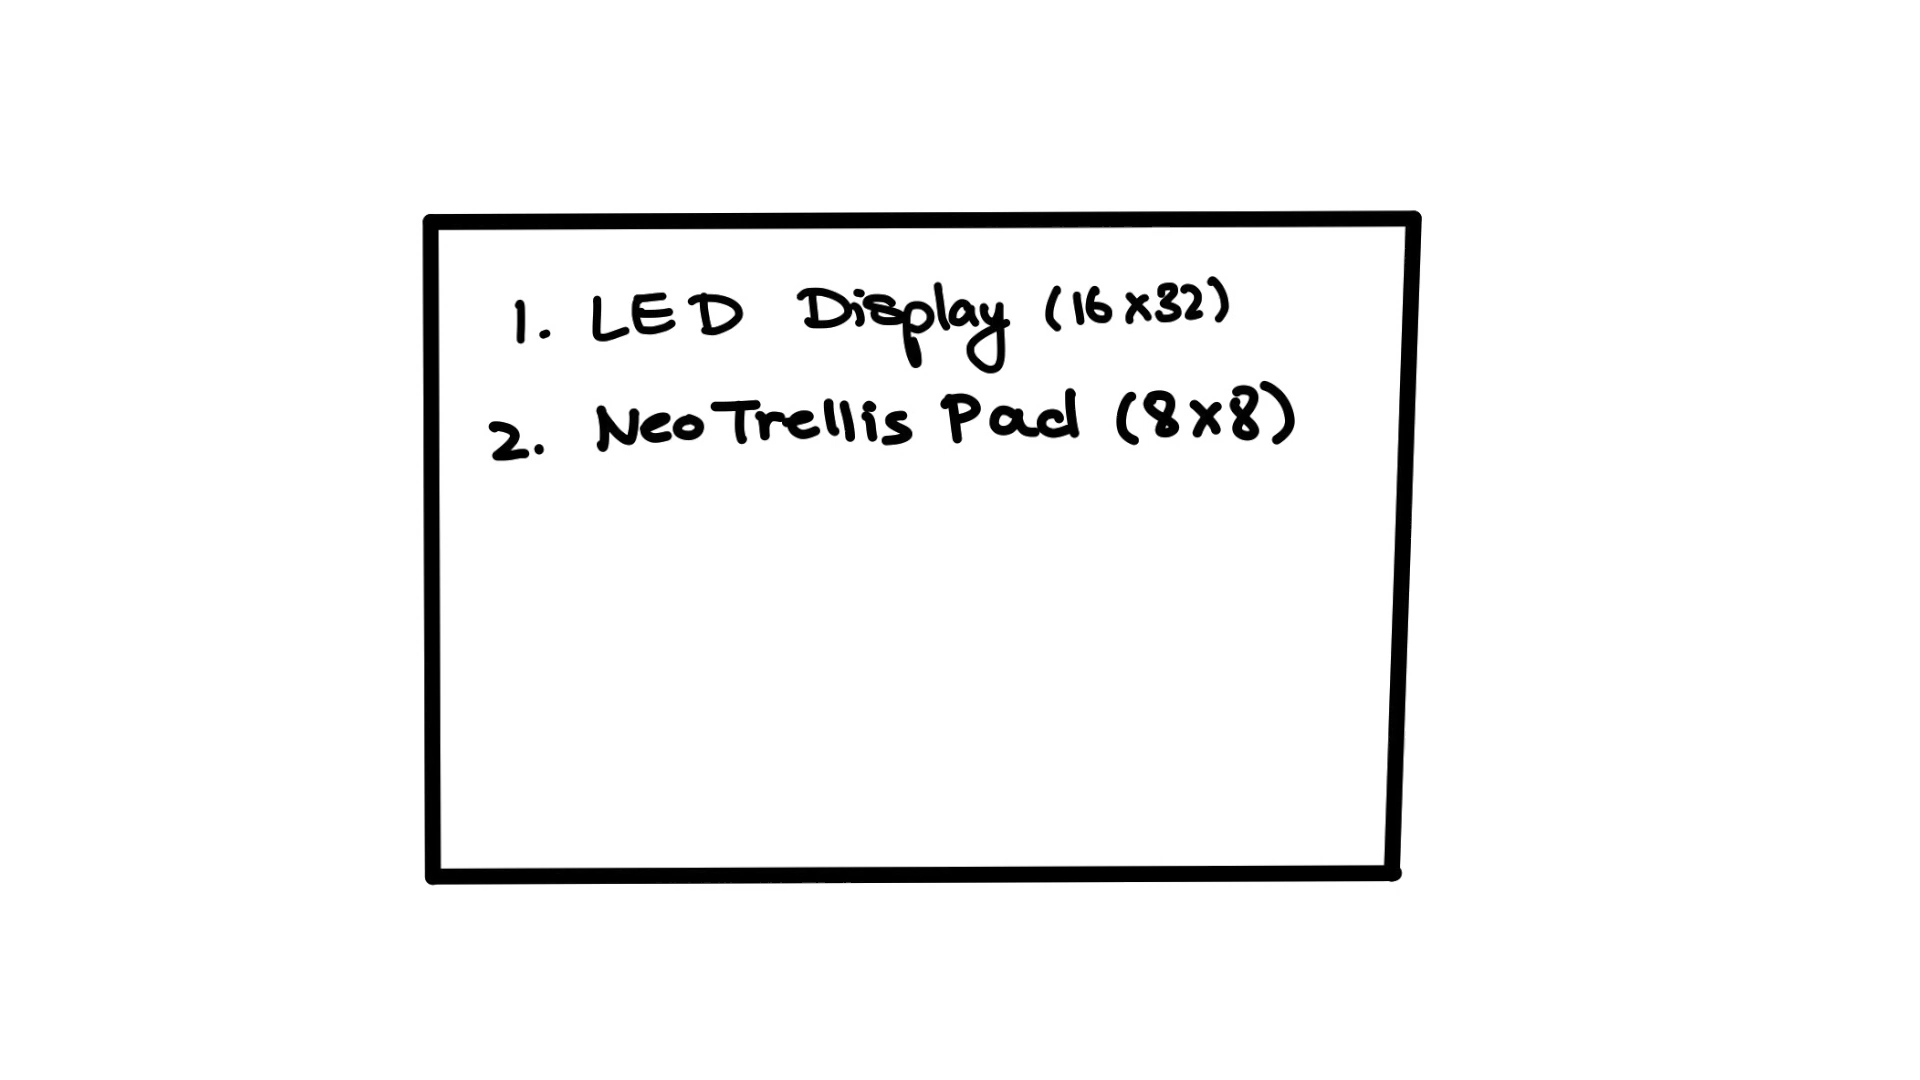 1. LED Display (16x32)
2. NeoTrellis Pad (8x8)